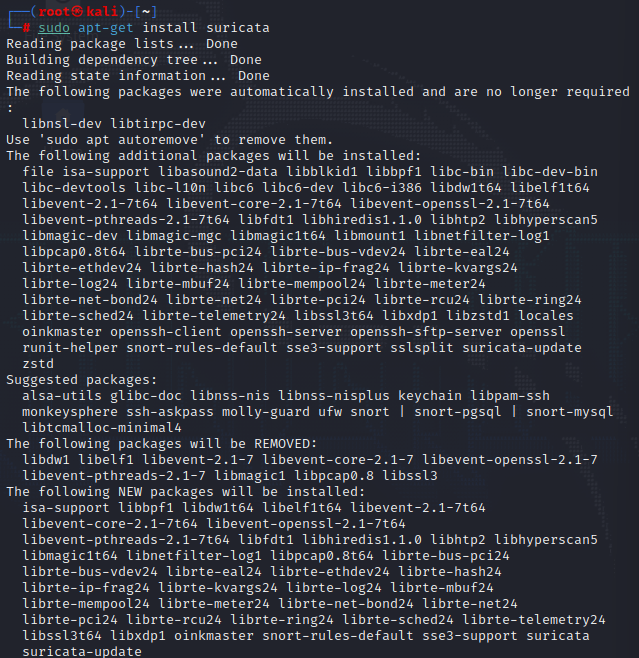 ┌──(root㉿kali)-[~]
└─# sudo apt-get install suricata
Reading package lists... Done
Building dependency tree... Done
Reading state information... Done
The following packages were automatically installed and are no longer required
:
  libnsl-dev libtirpc-dev
Use 'sudo apt autoremove' to remove them.
The following additional packages will be installed:
  file isa-support libasound2-data libblkid1 libbpf1 libc-bin libc-dev-bin
  libc-devtools libc-l10n libc6 libc6-dev libc6-i386 libdw1t64 libelf1t64
  libevent-2.1-7t64 libevent-core-2.1-7t64 libevent-openssl-2.1-7t64
  libevent-pthreads-2.1-7t64 libfdt1 libhiredis1.1.0 libhtp2 libhyperscan5
  libmagic-dev libmagic-mgc libmagic1t64 libmount1 libnetfilter-log1
  libpcap0.8t64 librte-bus-pci24 librte-bus-vdev24 librte-eal24
  librte-ethdev24 librte-hash24 librte-ip-frag24 librte-kvargs24
  librte-log24 librte-mbuf24 librte-mempool24 librte-meter24
  librte-net-bond24 librte-net24 librte-pci24 librte-rcu24 librte-ring24
  librte-sched24 librte-telemetry24 libssl3t64 libxdp1 libzstd1 locales
  oinkmaster openssh-client openssh-server openssh-sftp-server openssl
  runit-helper snort-rules-default sse3-support sslsplit suricata-update
  zstd
Suggested packages:
  alsa-utils glibc-doc libnss-nis libnss-nisplus keychain libpam-ssh
  monkeysphere ssh-askpass molly-guard ufw snort | snort-pgsql | snort-mysql
  libtcmalloc-minimal4
The following packages will be REMOVED:
  libdw1 libelf1 libevent-2.1-7 libevent-core-2.1-7 libevent-openssl-2.1-7
  libevent-pthreads-2.1-7 libmagic1 libpcap0.8 libssl3
The following NEW packages will be installed:
  isa-support libbpf1 libdw1t64 libelf1t64 libevent-2.1-7t64
  libevent-core-2.1-7t64 libevent-openssl-2.1-7t64
  libevent-pthreads-2.1-7t64 libfdt1 libhiredis1.1.0 libhtp2 libhyperscan5
  libmagic1t64 libnetfilter-log1 libpcap0.8t64 librte-bus-pci24
  librte-bus-vdev24 librte-eal24 librte-ethdev24 librte-hash24
  librte-ip-frag24 librte-kvargs24 librte-log24 librte-mbuf24
  librte-mempool24 librte-meter24 librte-net-bond24 librte-net24
  librte-pci24 librte-rcu24 librte-ring24 librte-sched24 librte-telemetry24
  libssl3t64 libxdp1 oinkmaster snort-rules-default sse3-support suricata
  suricata-update